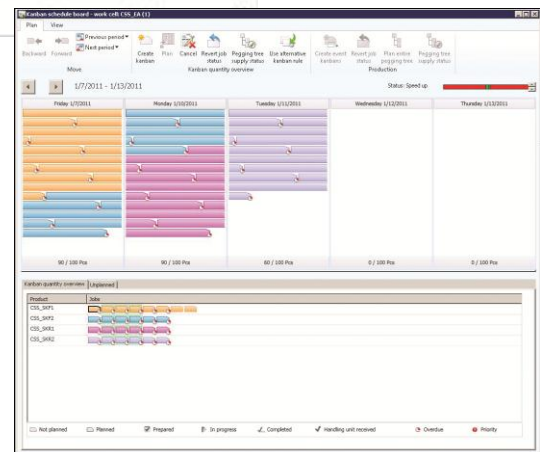 Kanban schedule board - work cell: CSS_EA (1)
Plan View
Backward Forward Previous period Next period
Create kanban Plan Cancel Revert job status Pegging tree supply status Use alternative kanban rule
Create event kanbans Revert job status Plan entire pegging tree Pegging tree supply status
Move Kanban quantity overview Production
1/7/2011 - 1/13/2011 Status: Speed up
Friday 1/7/2011 Monday 1/10/2011 Tuesday 1/11/2011 Wednesday 1/12/2011 Thursday 1/13/2011
90 / 100 Pcs 90 / 100 Pcs 60 / 100 Pcs 0 / 100 Pcs 0 / 100 Pcs
Kanban quantity overview Unplanned
Product Jobs
CSS_SKF1
CSS_SKF2
CSS_SKR1
CSS_SKR2
Not planned Planned Prepared In progress Completed Handling unit received Overdue Priority